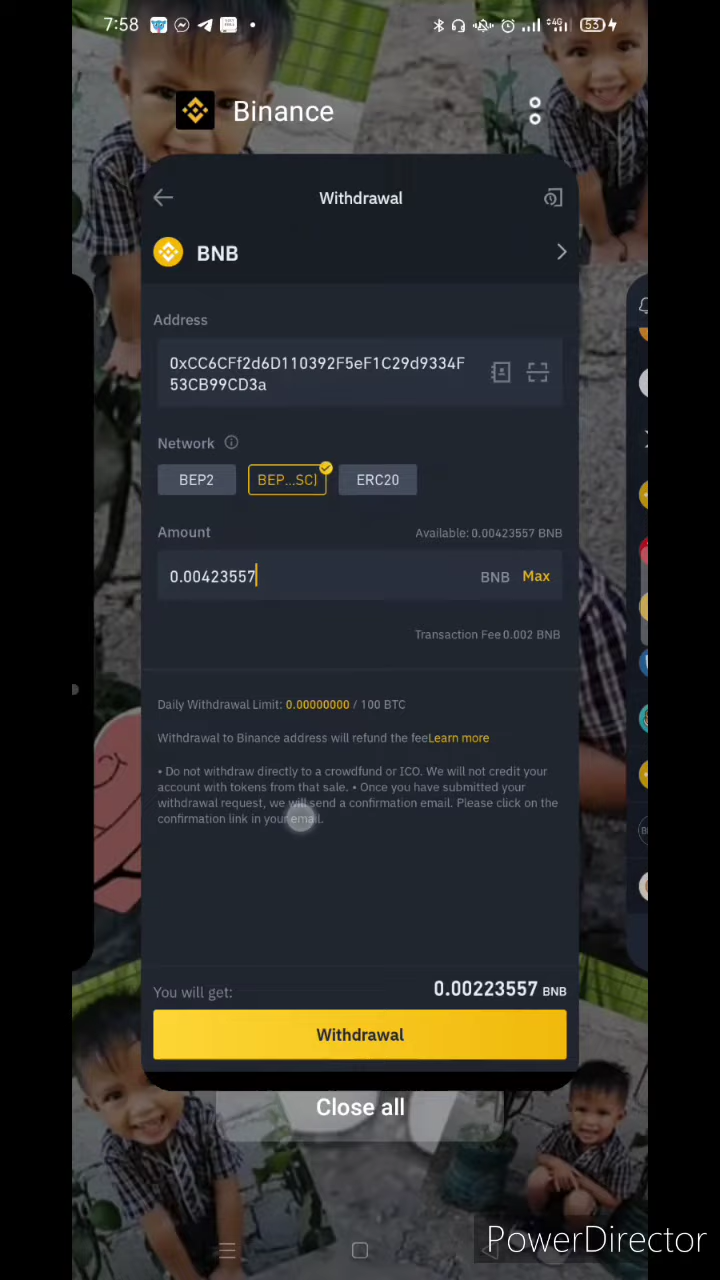 7:58
4G
53
Binance
Withdrawal
BNB
Address
0xCC6CFf2d6D110392F5eF1C29d9334F
53CB99CD3a
Network
BEP2 BEP...SC) ERC20
Amount Available: 0.00423557 BNB
0.00423557 BNB Max
Transaction Fee 0.002 BNB
Daily Withdrawal Limit: 0.00000000 / 100 BTC
Withdrawal to Binance address will refund the feeLearn more
• Do not withdraw directly to a crowdfund or ICO. We will not credit your
account with tokens from that sale. • Once you have submitted your
withdrawal request, we will send a confirmation email. Please click on the
confirmation link in your email.
You will get: 0.00223557 BNB
Withdrawal
Close all
PowerDirector